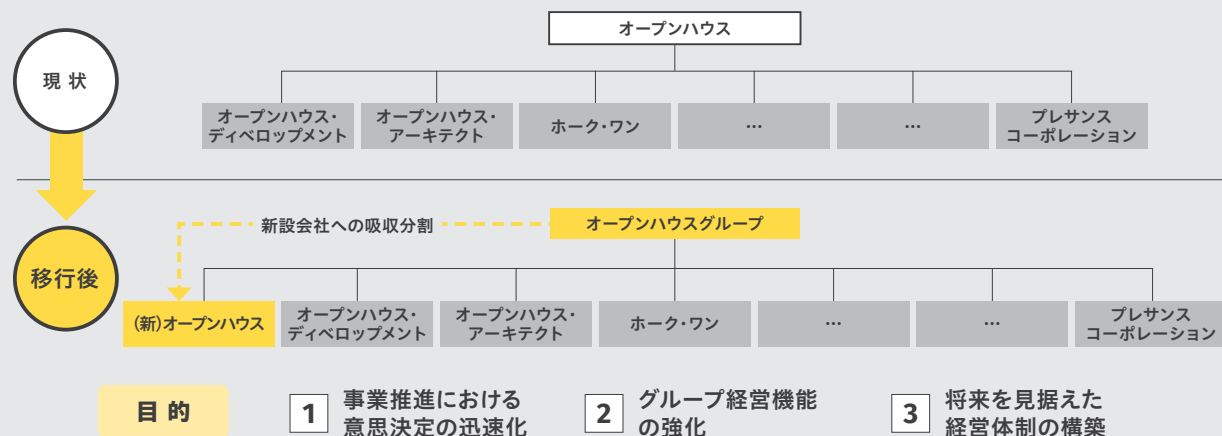 オープンハウス
現状
オープンハウス・
ディベロップメント
オープンハウス・
アーキテクト
ホーク・ワン
…
…
プレサンス
コーポレーション
新設会社への吸収分割
オープンハウスグループ
移行後
(新)オープンハウス
オープンハウス・
ディベロップメント
オープンハウス・
アーキテクト
ホーク・ワン
…
…
プレサンス
コーポレーション
目的
1 事業推進における
意思決定の迅速化
2 グループ経営機能
の強化
3 将来を見据えた
経営体制の構築